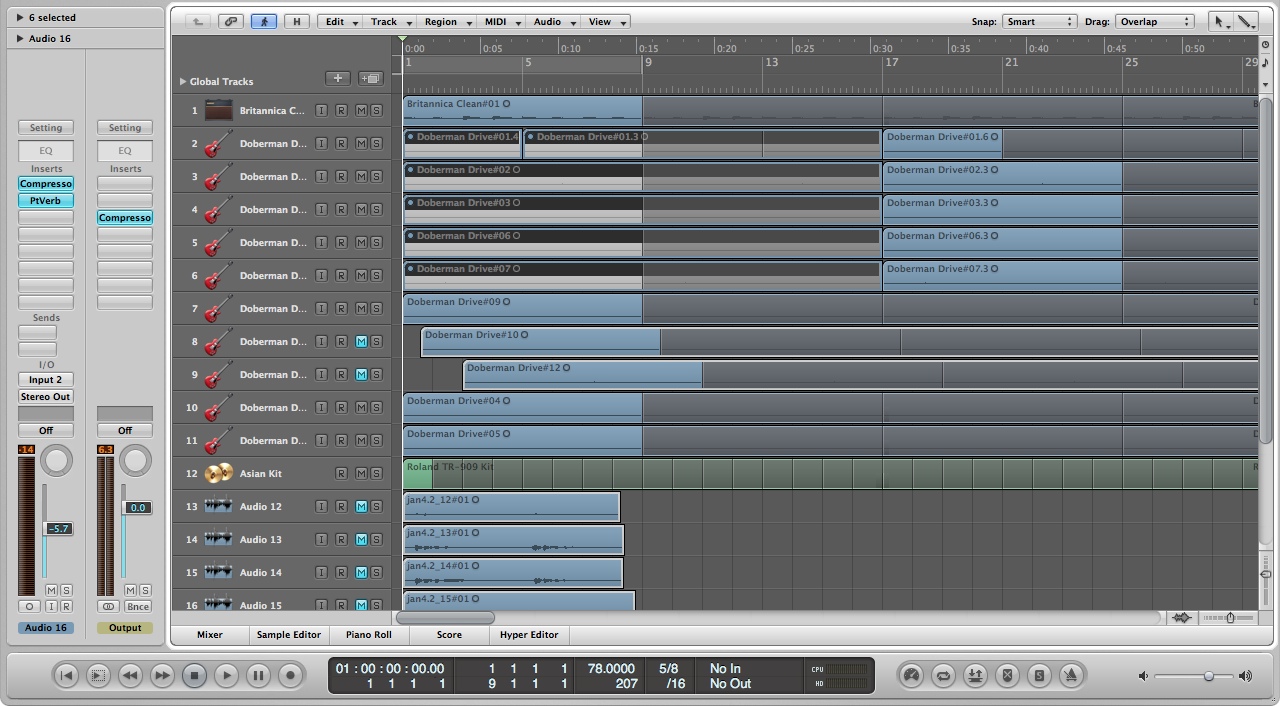 6 selected
Audio 16
Setting
Setting
EQ
EQ
Inserts
Inserts
Compresso
PtVerb
Compresso
Sends
I/O
Input 2
Stereo Out
Off
Off
-14
6.3
-5.7
0.0
M S
M S
I R
Bnce
Audio 16
Output
H
Edit
Track
Region
MIDI
Audio
View
Snap: Smart
Drag: Overlap
Global Tracks
0:00 0:05 0:10 0:15 0:20 0:25 0:30 0:35 0:40 0:45 0:50
1 5 9 13 17 21 25 29
1 Britannica C... I R M S
Britannica Clean#01
2 Doberman D... I R M S
Doberman Drive#01.4 Doberman Drive#01.3 Doberman Drive#01.6
3 Doberman D... I R M S
Doberman Drive#02 Doberman Drive#02.3
4 Doberman D... I R M S
Doberman Drive#03 Doberman Drive#03.3
5 Doberman D... I R M S
Doberman Drive#06 Doberman Drive#06.3
6 Doberman D... I R M S
Doberman Drive#07 Doberman Drive#07.3
7 Doberman D... I R M S
Doberman Drive#09
8 Doberman D... I R M S
Doberman Drive#10
9 Doberman D... I R M S
Doberman Drive#12
10 Doberman D... I R M S
Doberman Drive#04
11 Doberman D... I R M S
Doberman Drive#05
12 Asian Kit R M S
Roland TR-909 Kit
13 Audio 12 I R M S
jan4.2_12#01
14 Audio 13 I R M S
jan4.2_13#01
15 Audio 14 I R M S
jan4.2_14#01
16 Audio 15 I R M S
jan4.2_15#01
Mixer
Sample Editor
Piano Roll
Score
Hyper Editor
01 : 00 : 00 : 00.00 1 1 1 1 78.0000 5/8 No In CPU
1 1 1 1 9 1 1 1 207 /16 No Out HD
S